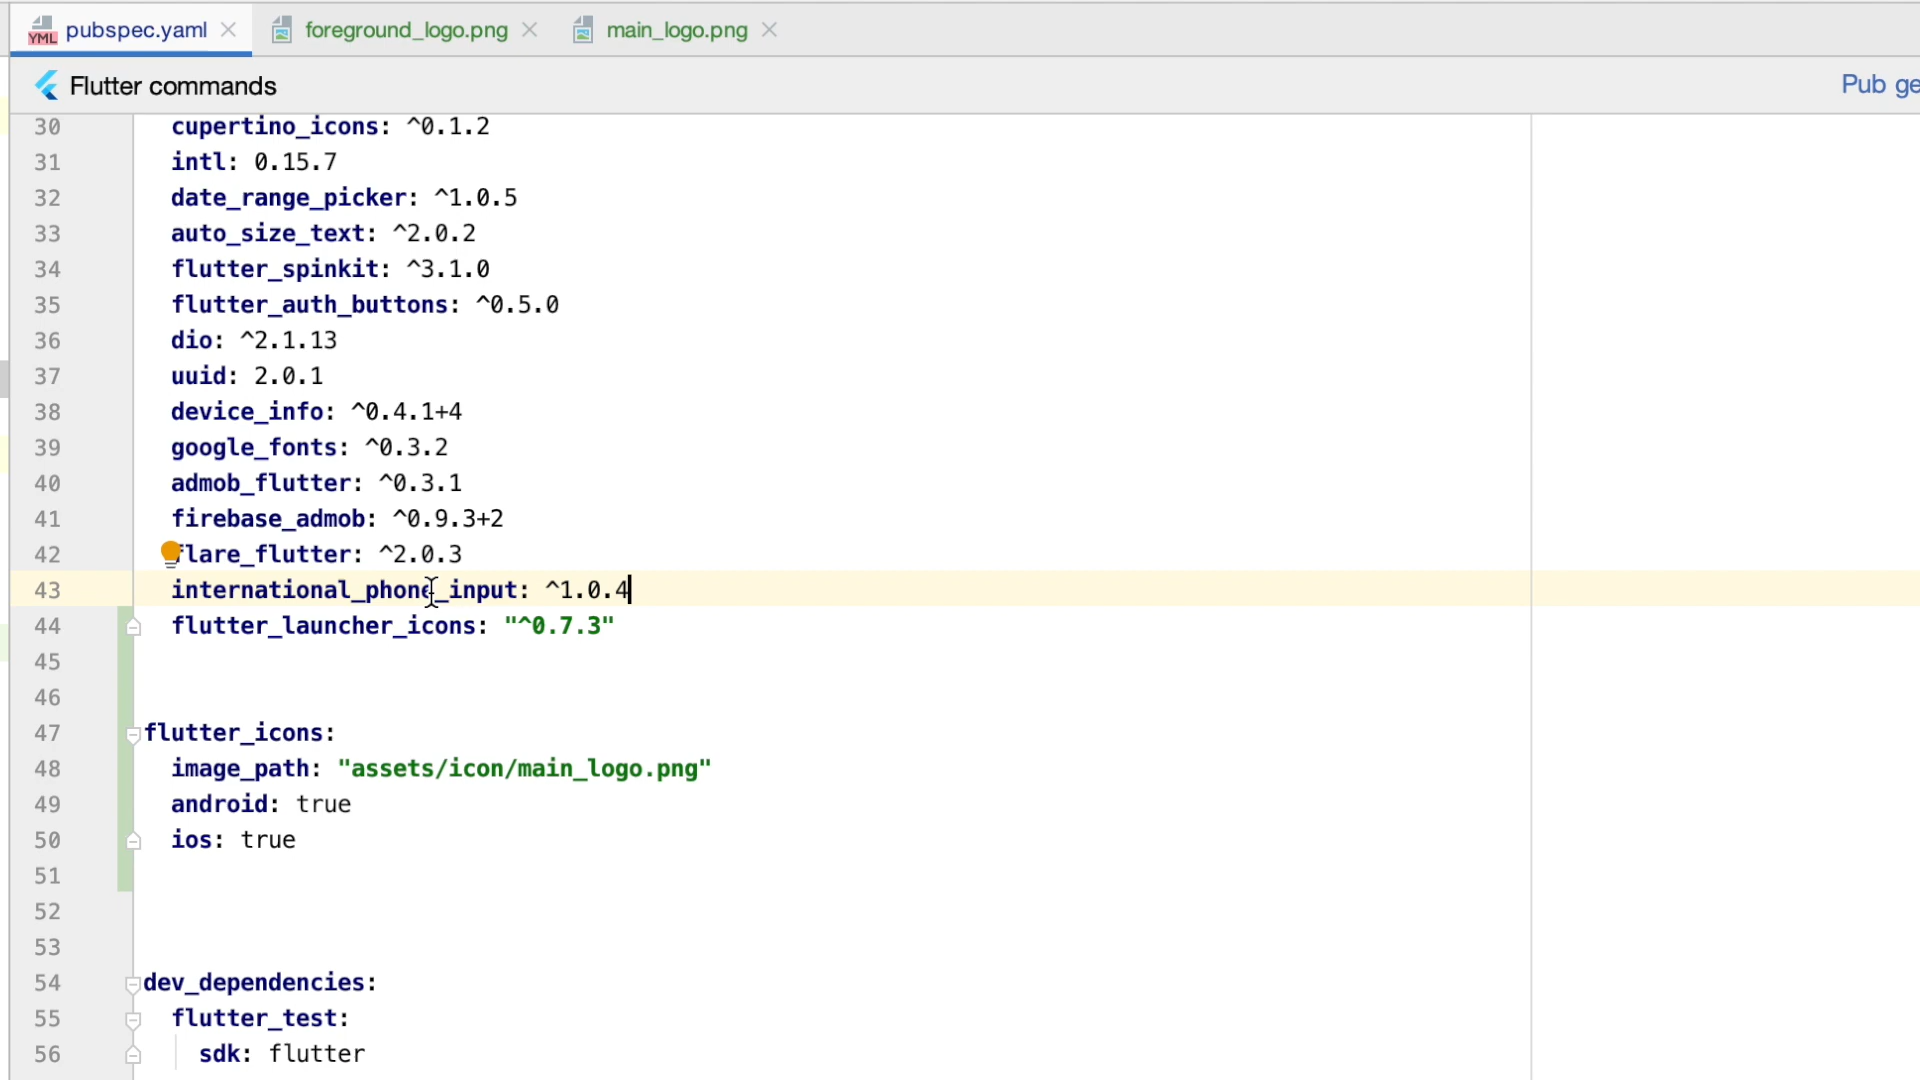 pubspec.yaml foreground_logo.png main_logo.png
Flutter commands Pub ge
30 cupertino_icons: ^0.1.2
31 intl: 0.15.7
32 date_range_picker: ^1.0.5
33 auto_size_text: ^2.0.2
34 flutter_spinkit: ^3.1.0
35 flutter_auth_buttons: ^0.5.0
36 dio: ^2.1.13
37 uuid: 2.0.1
38 device_info: ^0.4.1+4
39 google_fonts: ^0.3.2
40 admob_flutter: ^0.3.1
41 firebase_admob: ^0.9.3+2
42 flare_flutter: ^2.0.3
43 international_phone_input: ^1.0.4
44 flutter_launcher_icons: "^0.7.3"
45
46
47 flutter_icons:
48 image_path: "assets/icon/main_logo.png"
49 android: true
50 ios: true
51
52
53
54 dev_dependencies:
55 flutter_test:
56 sdk: flutter